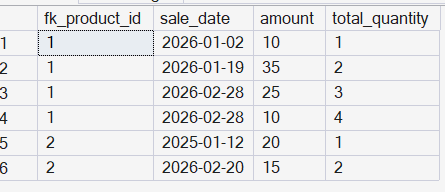 fk_product_id sale_date amount total_quantity
1 1 2026-01-02 10 1
2 1 2026-01-19 35 2
3 1 2026-02-28 25 3
4 1 2026-02-28 10 4
5 2 2025-01-12 20 1
6 2 2026-02-20 15 2